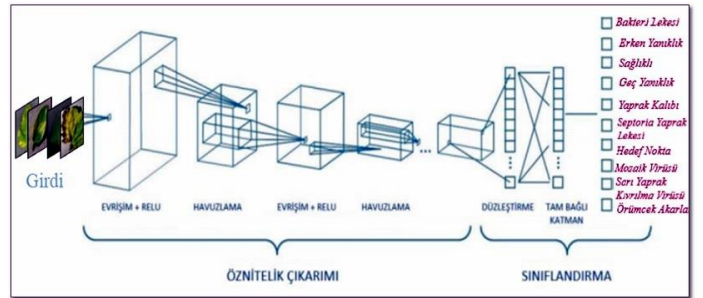 Bakteri Lekesi
Erken Yanıklık
Sağlıklı
Geç Yanıklık
Yaprak Kalıbı
Septoria Yaprak
Lekesi
Hedef Nokta
Mozaik Virüsü
Sarı Yaprak
Kıvrılma Virüsü
Örümcek Akarla
Girdi
...
EVRİŞİM + RELU
HAVUZLAMA
EVRİŞİM + RELU
HAVUZLAMA
DÜZLEŞTİRME
TAM BAĞLI
KATMAN
ÖZNİTELİK ÇIKARIMI
SINIFLANDIRMA